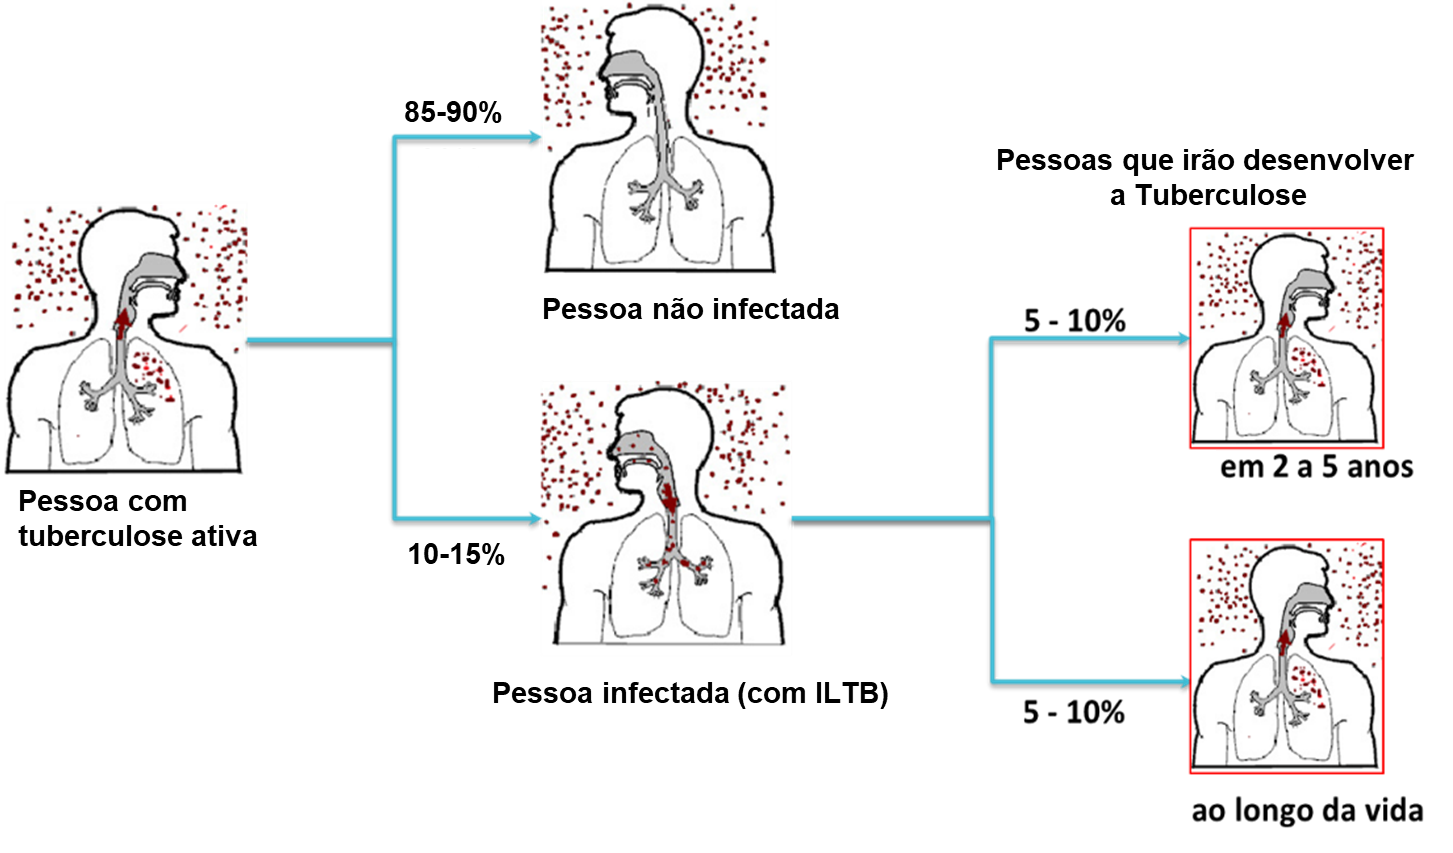 85-90%
Pessoa não infectada
Pessoa com
tuberculose ativa
10-15%
Pessoa infectada (com ILTB)
Pessoas que irão desenvolver
a Tuberculose
5 - 10%
em 2 a 5 anos
5 - 10%
ao longo da vida